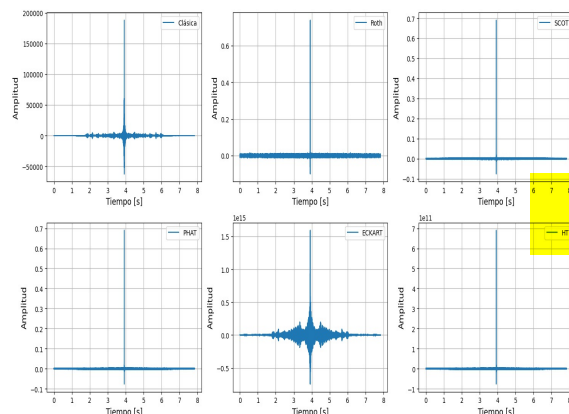 200000
150000
100000
50000
0
-50000
Amplitud
Clásica
0 1 2 3 4 5 6 7 8
Tiempo [s]
0.6
0.4
0.2
0.0
Amplitud
Roth
0 1 2 3 4 5 6 7 8
Tiempo [s]
0.7
0.6
0.5
0.4
0.3
0.2
0.1
0.0
-0.1
Amplitud
SCOT
0 1 2 3 4 5 6 7 8
Tiempo [s]
0.7
0.6
0.5
0.4
0.3
0.2
0.1
0.0
-0.1
Amplitud
PHAT
0 1 2 3 4 5 6 7 8
Tiempo [s]
1e15
1.5
1.0
0.5
0.0
-0.5
Amplitud
ECKART
0 1 2 3 4 5 6 7 8
Tiempo [s]
1e11
7
6
5
4
3
2
1
0
-1
Amplitud
HT
0 1 2 3 4 5 6 7 8
Tiempo [s]